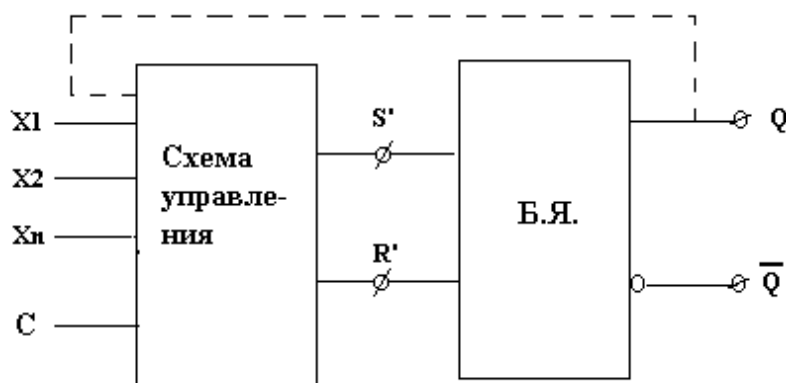 X1
X2
Xn
C
Схема
управле-
ния
S'
R'
Б.Я.
Q
Q̅